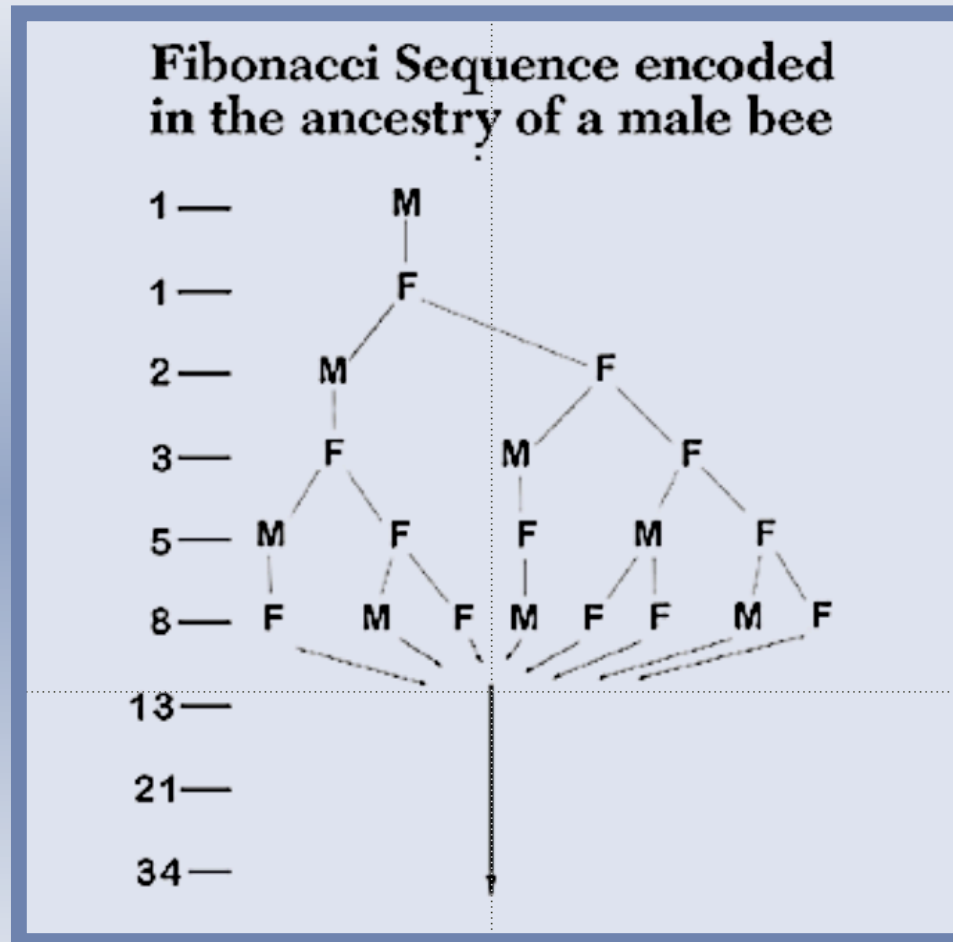 Fibonacci Sequence encoded
in the ancestry of a male bee
1 M
1 F
2 M F
3 F M F
5 M F F M F
8 F M F M F F M F
13
21
34